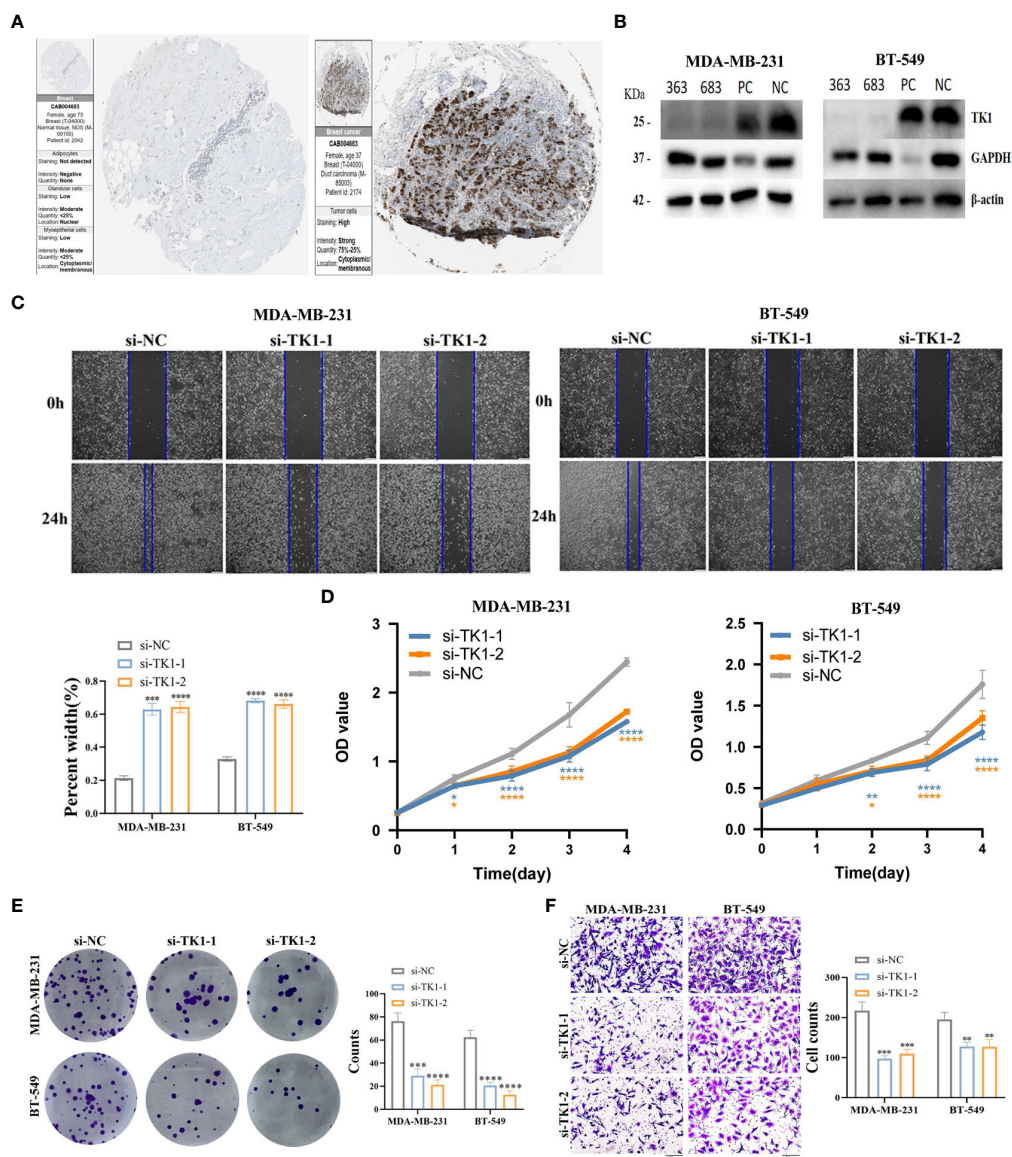 A
Breast
CAB004683
Female, age 75
Breast (T-04000)
Normal tissue, NOS (M-
00100)
Patient id: 2042
Adipocytes
Staining: Not detected
Intensity: Negative
Quantity: None
Glandular cells
Staining: Low
Intensity: Moderate
Quantity: <25%
Location: Nuclear
Myoepithelial cells
Staining: Low
Intensity: Moderate
Quantity: <25%
Location: Cytoplasmic/
membranous
Breast cancer
CAB004683
Female, age 37
Breast (T-04000)
Duct carcinoma (M-
85003)
Patient id: 2174
Tumor cells
Staining: High
Intensity: Strong
Quantity: 75%-25%
Location: Cytoplasmic/
membranous
B
MDA-MB-231 BT-549
KDa 363 683 PC NC 363 683 PC NC
25 - TK1
37 - GAPDH
42 - β-actin
C
MDA-MB-231 BT-549
si-NC si-TK1-1 si-TK1-2 si-NC si-TK1-1 si-TK1-2
0h 0h
24h 24h
si-NC
si-TK1-1
si-TK1-2
Percent width(%)
0.8
0.6
0.4
0.2
0.0
*** **** **** ****
MDA-MB-231 BT-549
D
MDA-MB-231
si-TK1-1
si-TK1-2
si-NC
OD value
3
2
1
0
* **** **** ****
* **** **** ****
0 1 2 3 4
Time(day)
BT-549
si-TK1-1
si-TK1-2
si-NC
OD value
2.5
2.0
1.5
1.0
0.5
0.0
** **** ****
* **** ****
0 1 2 3 4
Time(day)
E
si-NC si-TK1-1 si-TK1-2
MDA-MB-231
BT-549
si-NC
si-TK1-1
si-TK1-2
Counts
100
80
60
40
20
0
*** **** **** ****
MDA-MB-231 BT-549
F
MDA-MB-231 BT-549
si-NC
si-TK1-1
si-TK1-2
si-NC
si-TK1-1
si-TK1-2
Cell counts
300
200
100
0
*** *** ** **
MDA-MB-231 BT-549